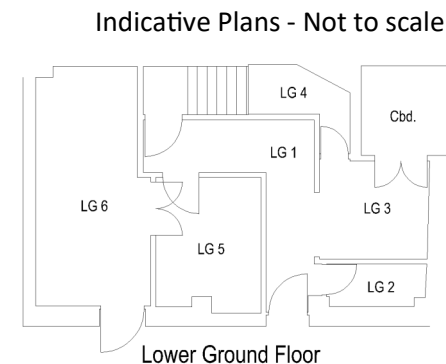 Indicative Plans - Not to scale
LG 4
Cbd.
LG 1
LG 6
LG 3
LG 5
LG 2
Lower Ground Floor